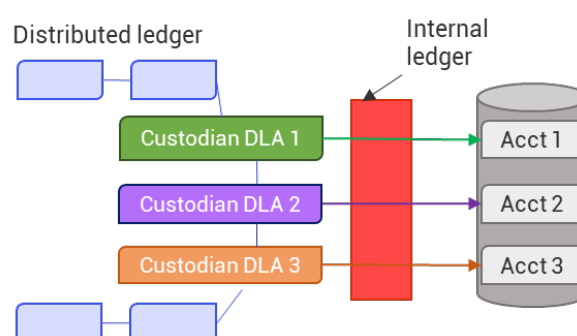 Distributed ledger
Internal
ledger
Custodian DLA 1
Acct 1
Custodian DLA 2
Acct 2
Custodian DLA 3
Acct 3